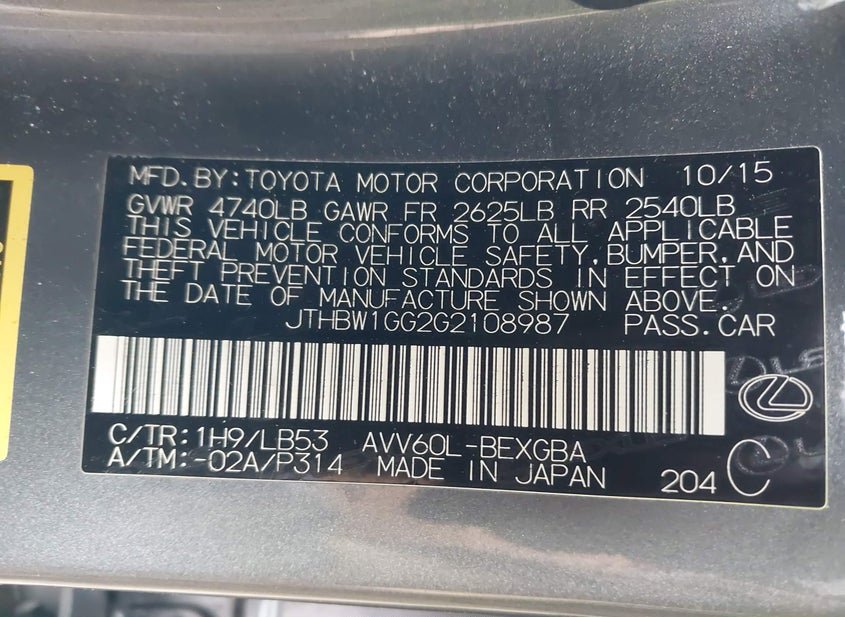 MFD.BY:TOYOTA MOTOR CORPORATION 10/15
GVWR 4740LB GAWR FR 2625LB RR 2540LB
THIS VEHICLE CONFORMS TO ALL APPLICABLE
FEDERAL MOTOR VEHICLE SAFETY,BUMPER,AND
THEFT PREVENTION STANDARDS IN EFFECT ON
THE DATE OF MANUFACTURE SHOWN ABOVE.
JTHBW1GG2G2108987 PASS.CAR
C/TR:1H9/LB53 AVV60L-BEXGBA
A/TM:-02A/P314 MADE IN JAPAN 204 C